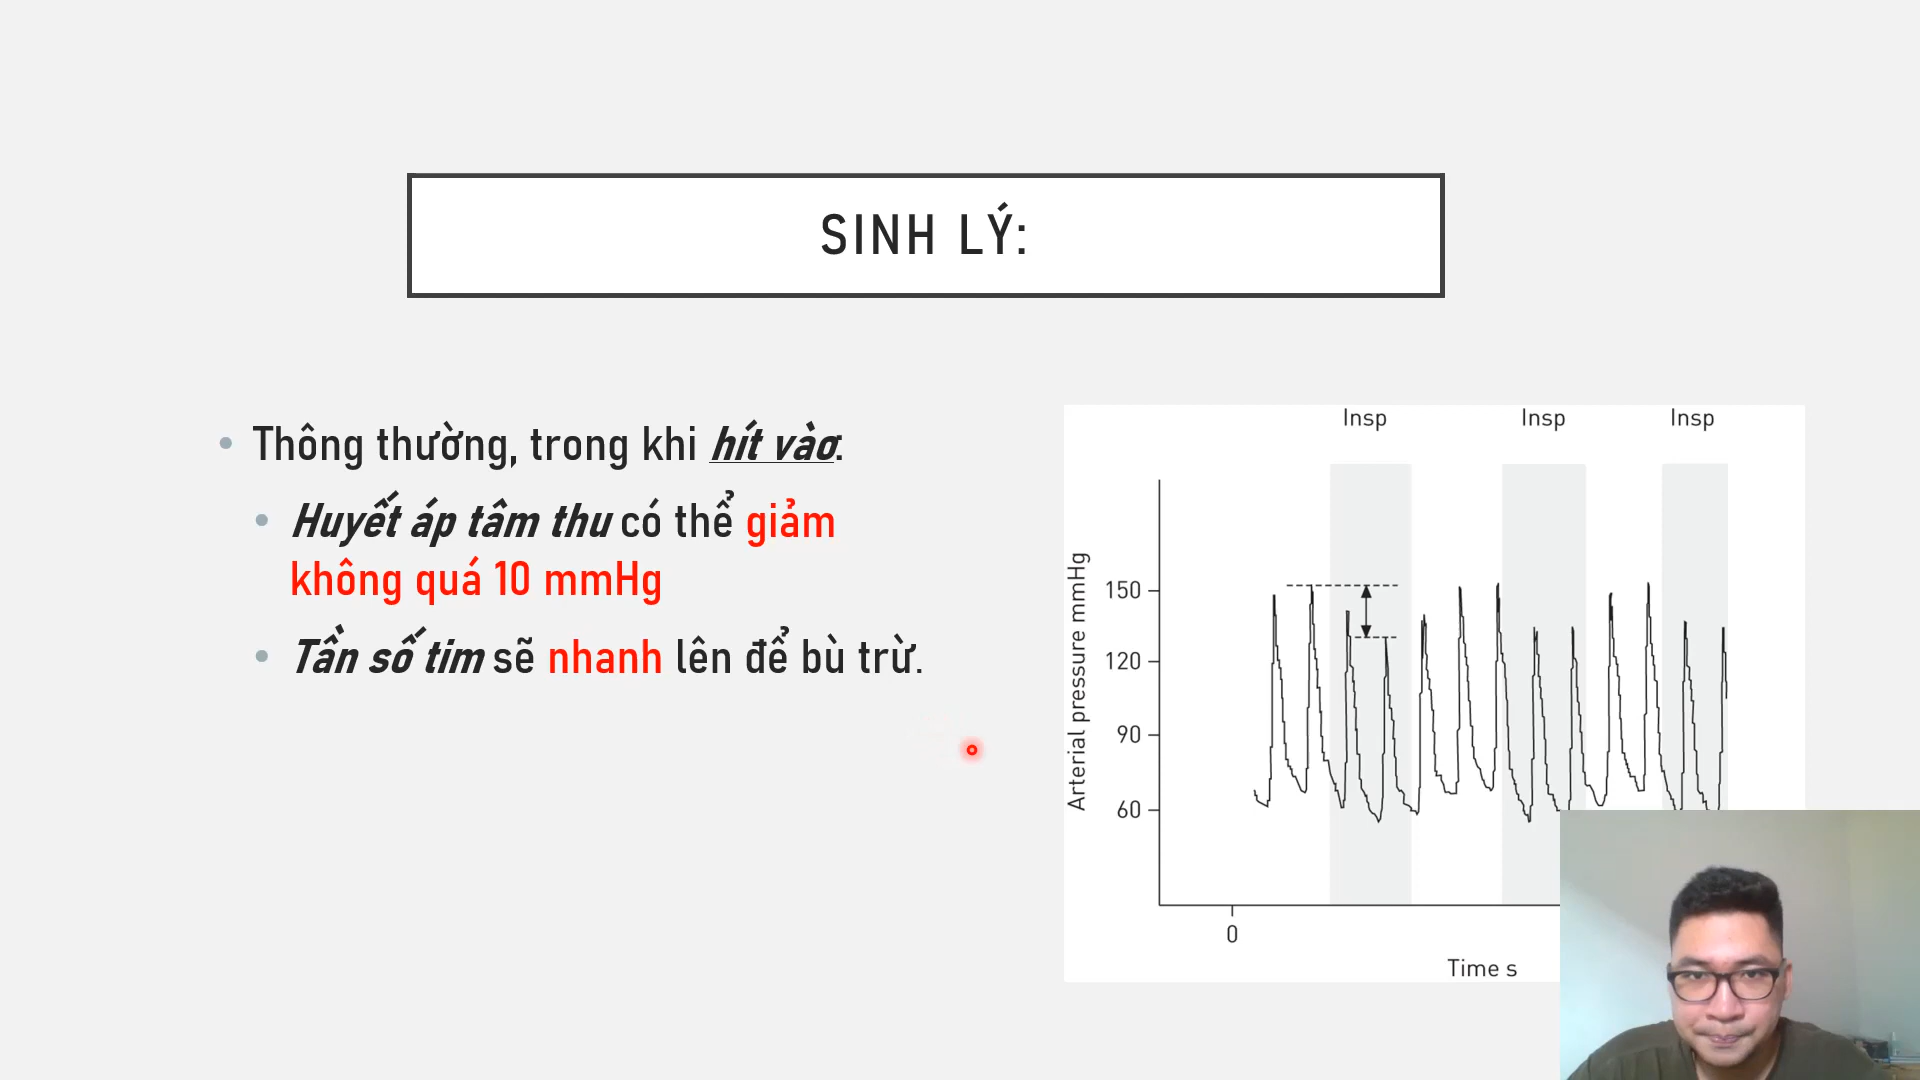 SINH LÝ:
Thông thường, trong khi hít vào:
Huyết áp tâm thu có thể giảm
không quá 10 mmHg
Tần số tim sẽ nhanh lên để bù trừ.
Insp Insp Insp
Arterial pressure mmHg
150
120
90
60
0
Time s